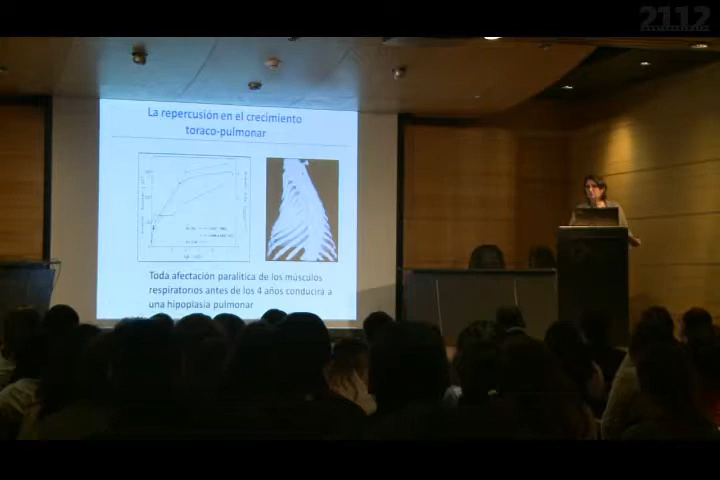 2112
La repercusión en el crecimiento
toraco-pulmonar
Toda afectación paralítica de los músculos
respiratorios antes de los 4 años conducirá a
una hipoplasia pulmonar